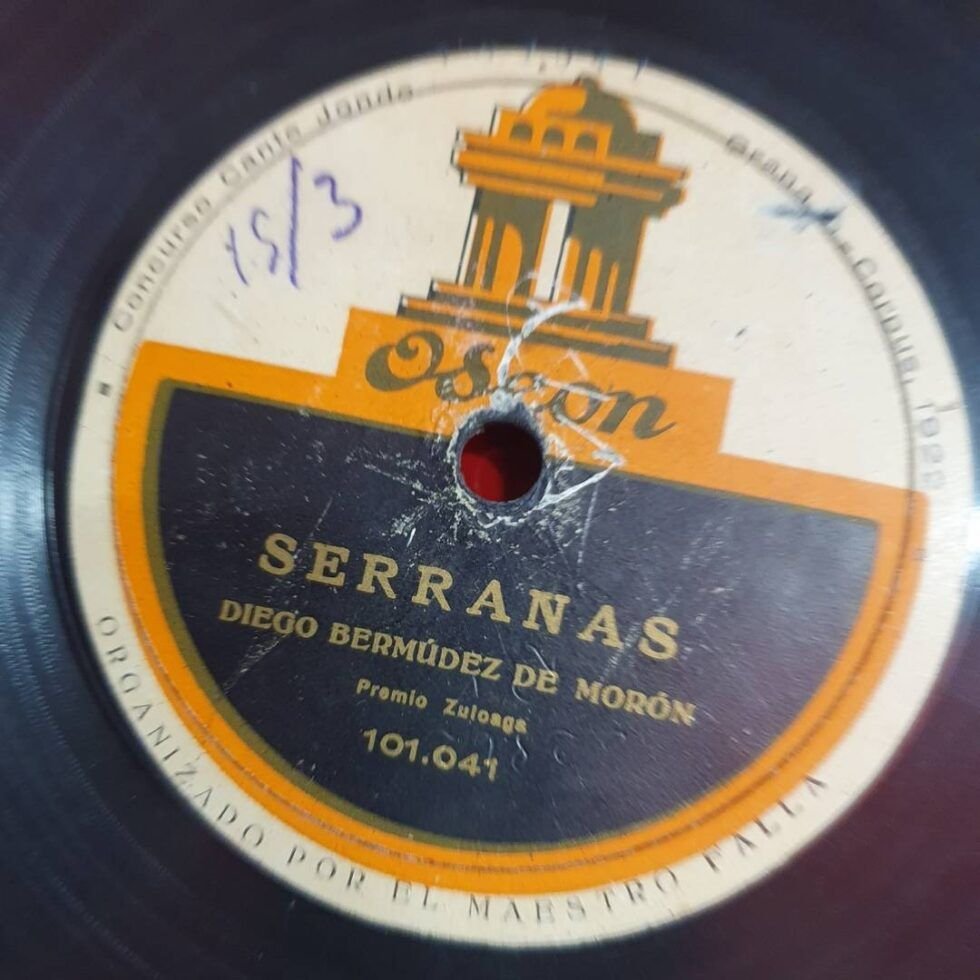 Concurso Cante Jondo
Corpus, 1922
15/3
Odeon
SERRANAS
DIEGO BERMÚDEZ DE MORÓN
Premio Zuloaga
101.041
ORGANIZADO POR EL MAESTRO FALLA